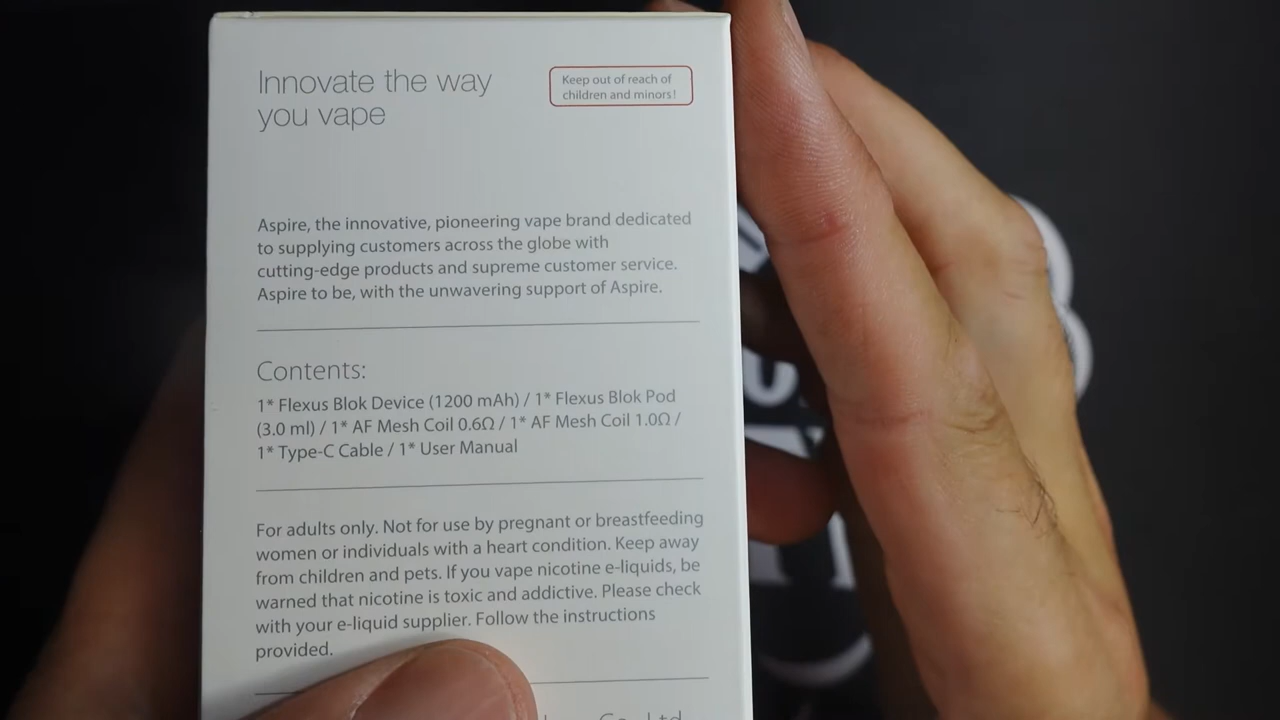 Innovate the way
you vape
Keep out of reach of
children and minors!
Aspire, the innovative, pioneering vape brand dedicated
to supplying customers across the globe with
cutting-edge products and supreme customer service.
Aspire to be, with the unwavering support of Aspire.
Contents:
1* Flexus Blok Device (1200 mAh) / 1* Flexus Blok Pod
(3.0 ml) / 1* AF Mesh Coil 0.6Ω / 1* AF Mesh Coil 1.0Ω /
1* Type-C Cable / 1* User Manual
For adults only. Not for use by pregnant or breastfeeding
women or individuals with a heart condition. Keep away
from children and pets. If you vape nicotine e-liquids, be
warned that nicotine is toxic and addictive. Please check
with your e-liquid supplier. Follow the instructions
provided.
Co., Ltd